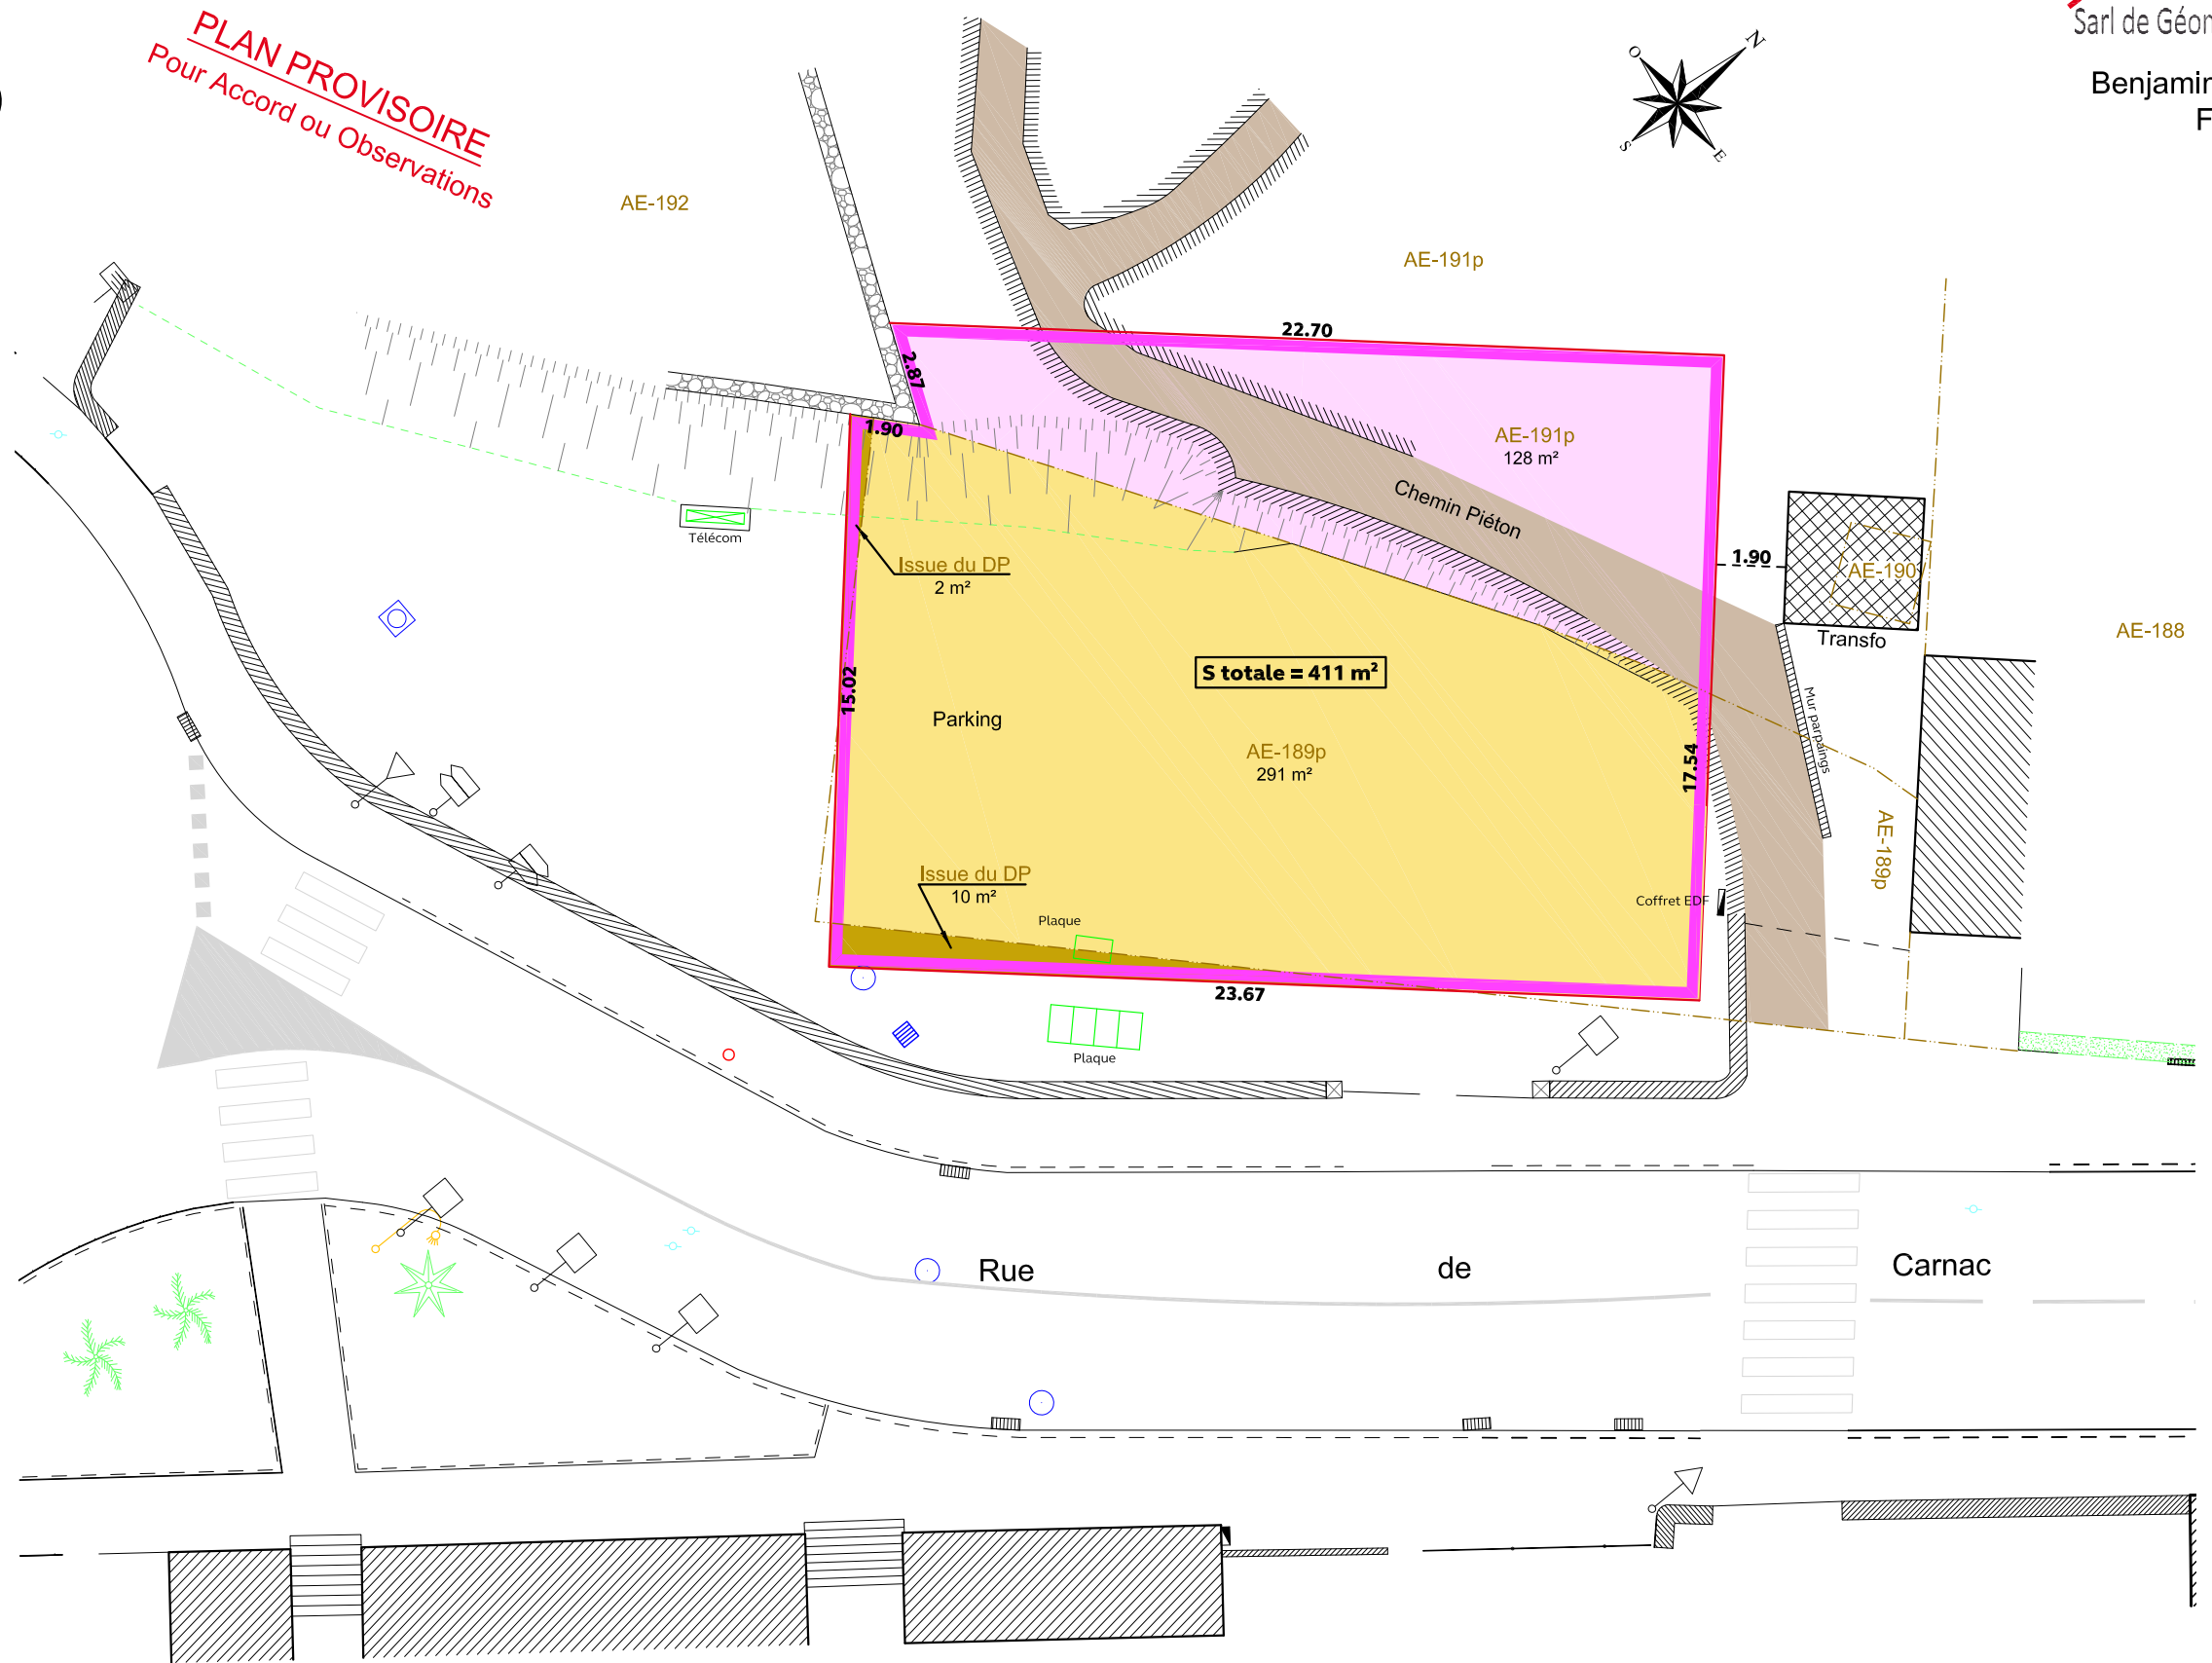 PLAN PROVISOIRE
Pour Accord ou Observations
Sarl de Géom
Benjamin
F
O
N
S
E
AE-192
AE-191p
22.70
2.87
1.90
AE-191p
128 m²
Chemin Piéton
Télécom
Issue du DP
2 m²
1.90
AE-190
Transfo
AE-188
S totale = 411 m²
15.02
Parking
AE-189p
291 m²
17.54
Mur parpaings
AE-189p
Issue du DP
10 m²
Plaque
Coffret EDF
23.67
Plaque
Rue de Carnac